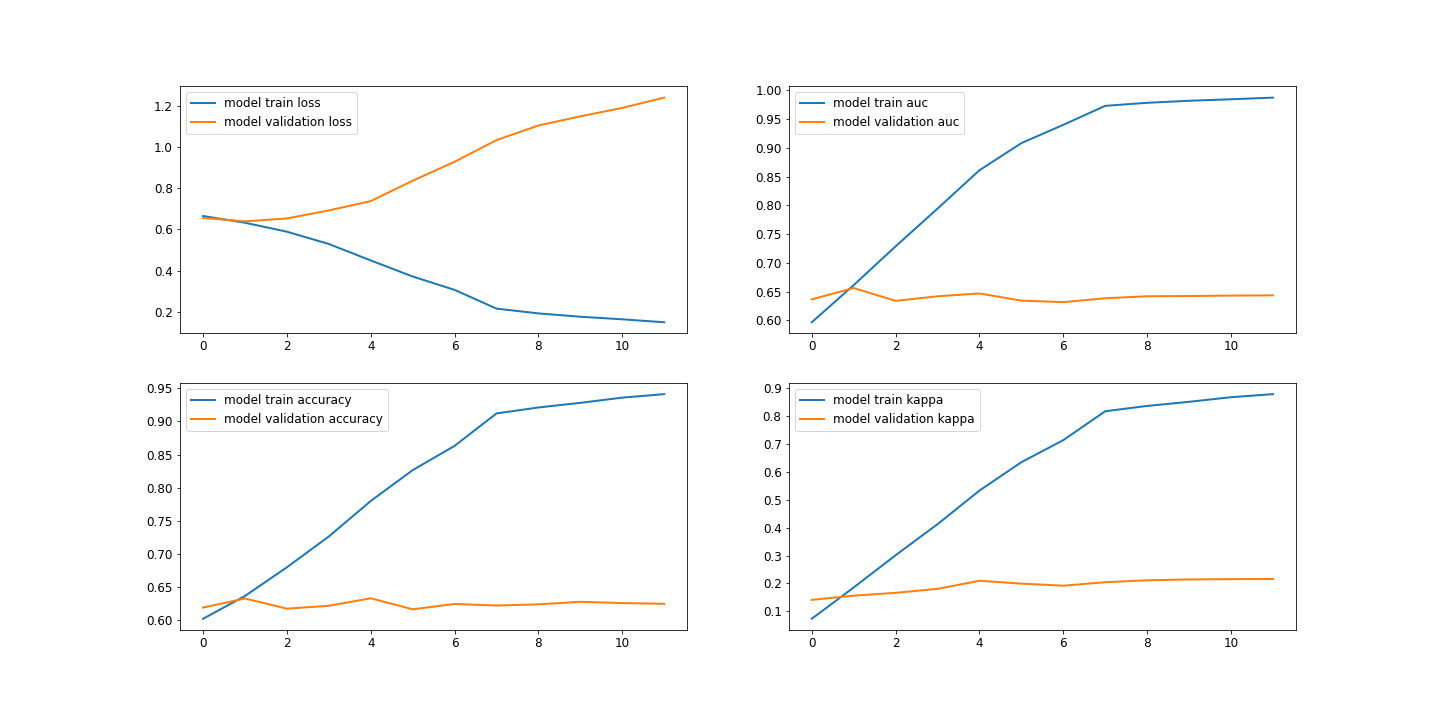 model train loss
model validation loss
1.2
1.0
0.8
0.6
0.4
0.2
0 2 4 6 8 10
model train auc
model validation auc
1.00
0.95
0.90
0.85
0.80
0.75
0.70
0.65
0.60
0 2 4 6 8 10
model train accuracy
model validation accuracy
0.95
0.90
0.85
0.80
0.75
0.70
0.65
0.60
0 2 4 6 8 10
model train kappa
model validation kappa
0.9
0.8
0.7
0.6
0.5
0.4
0.3
0.2
0.1
0 2 4 6 8 10